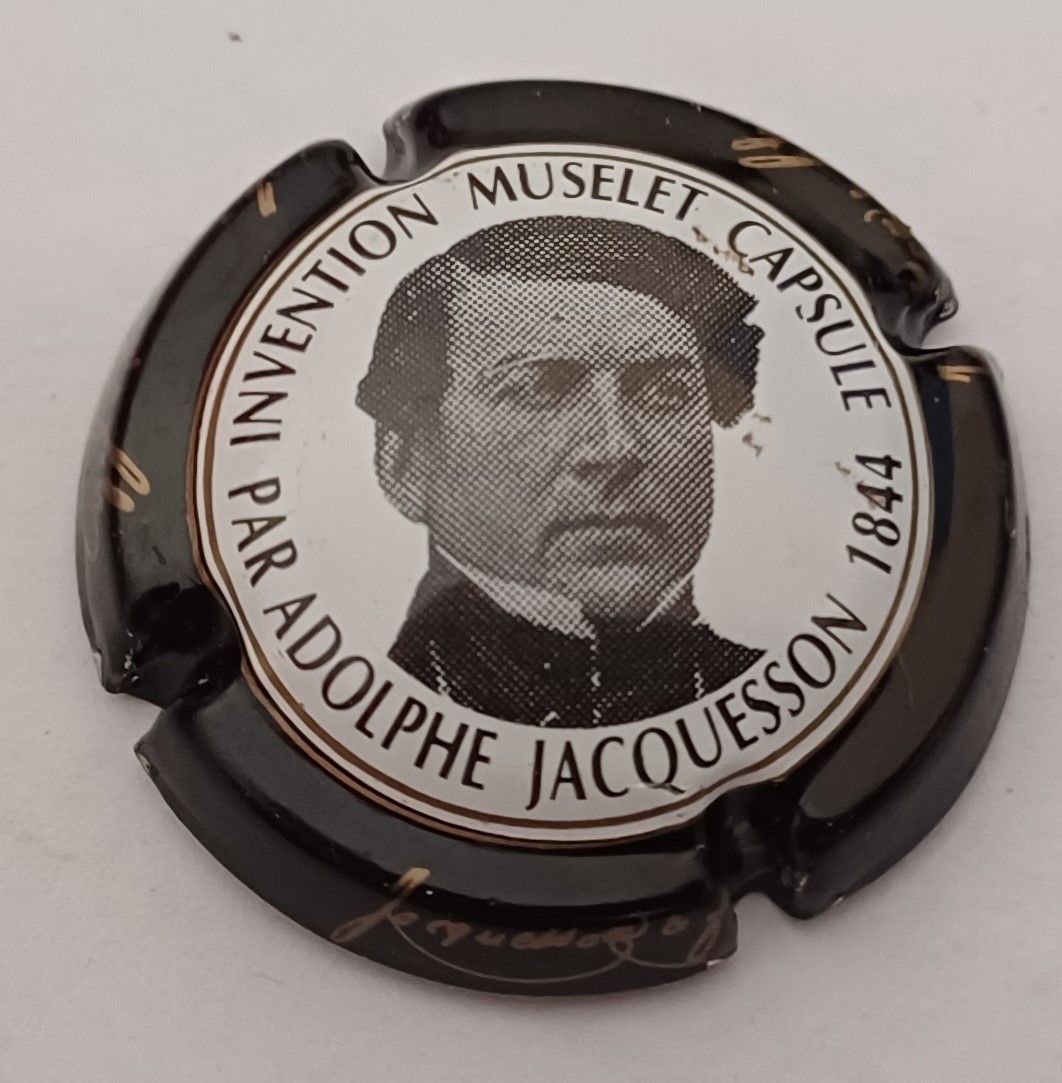 INVENTION MUSELET CAPSULE 1844
PAR ADOLPHE JACQUESSON